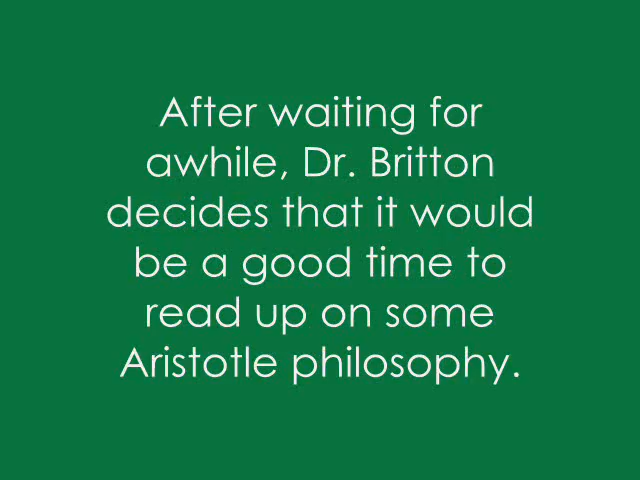 After waiting for
awhile, Dr. Britton
decides that it would
be a good time to
read up on some
Aristotle philosophy.